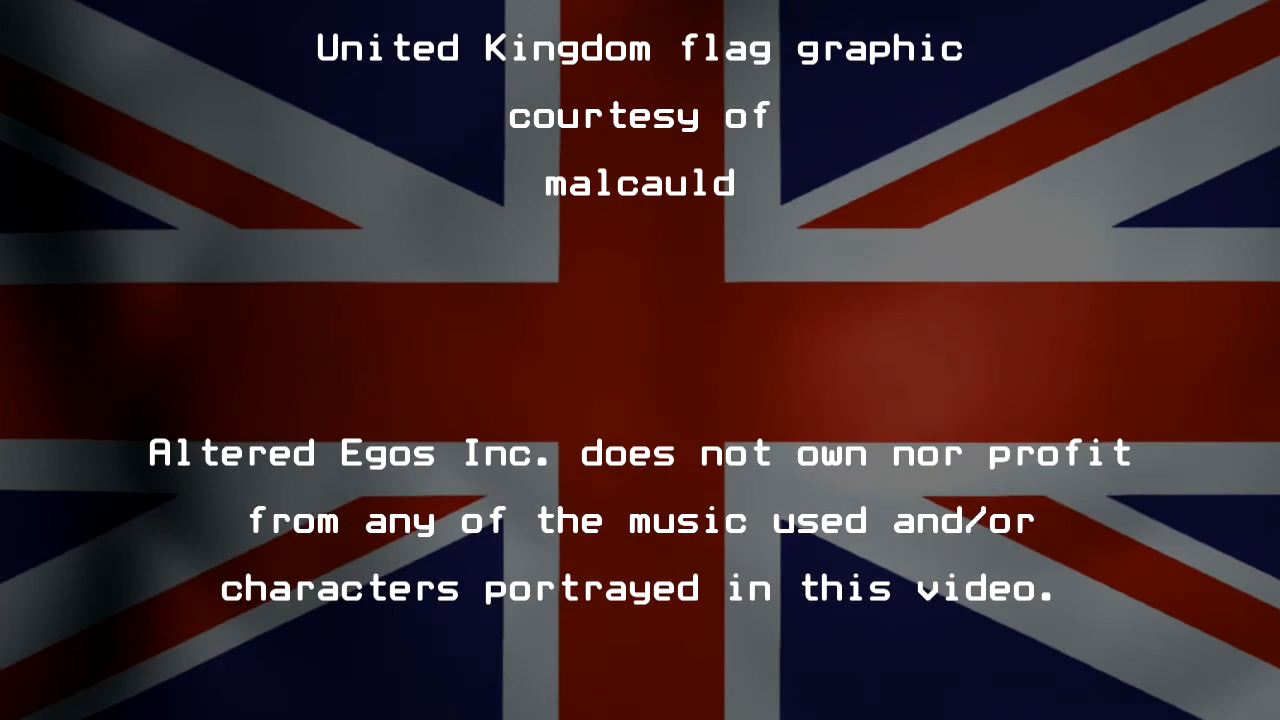 United Kingdom flag graphic
courtesy of
malcauld
Altered Egos Inc. does not own nor profit
from any of the music used and/or
characters portrayed in this video.